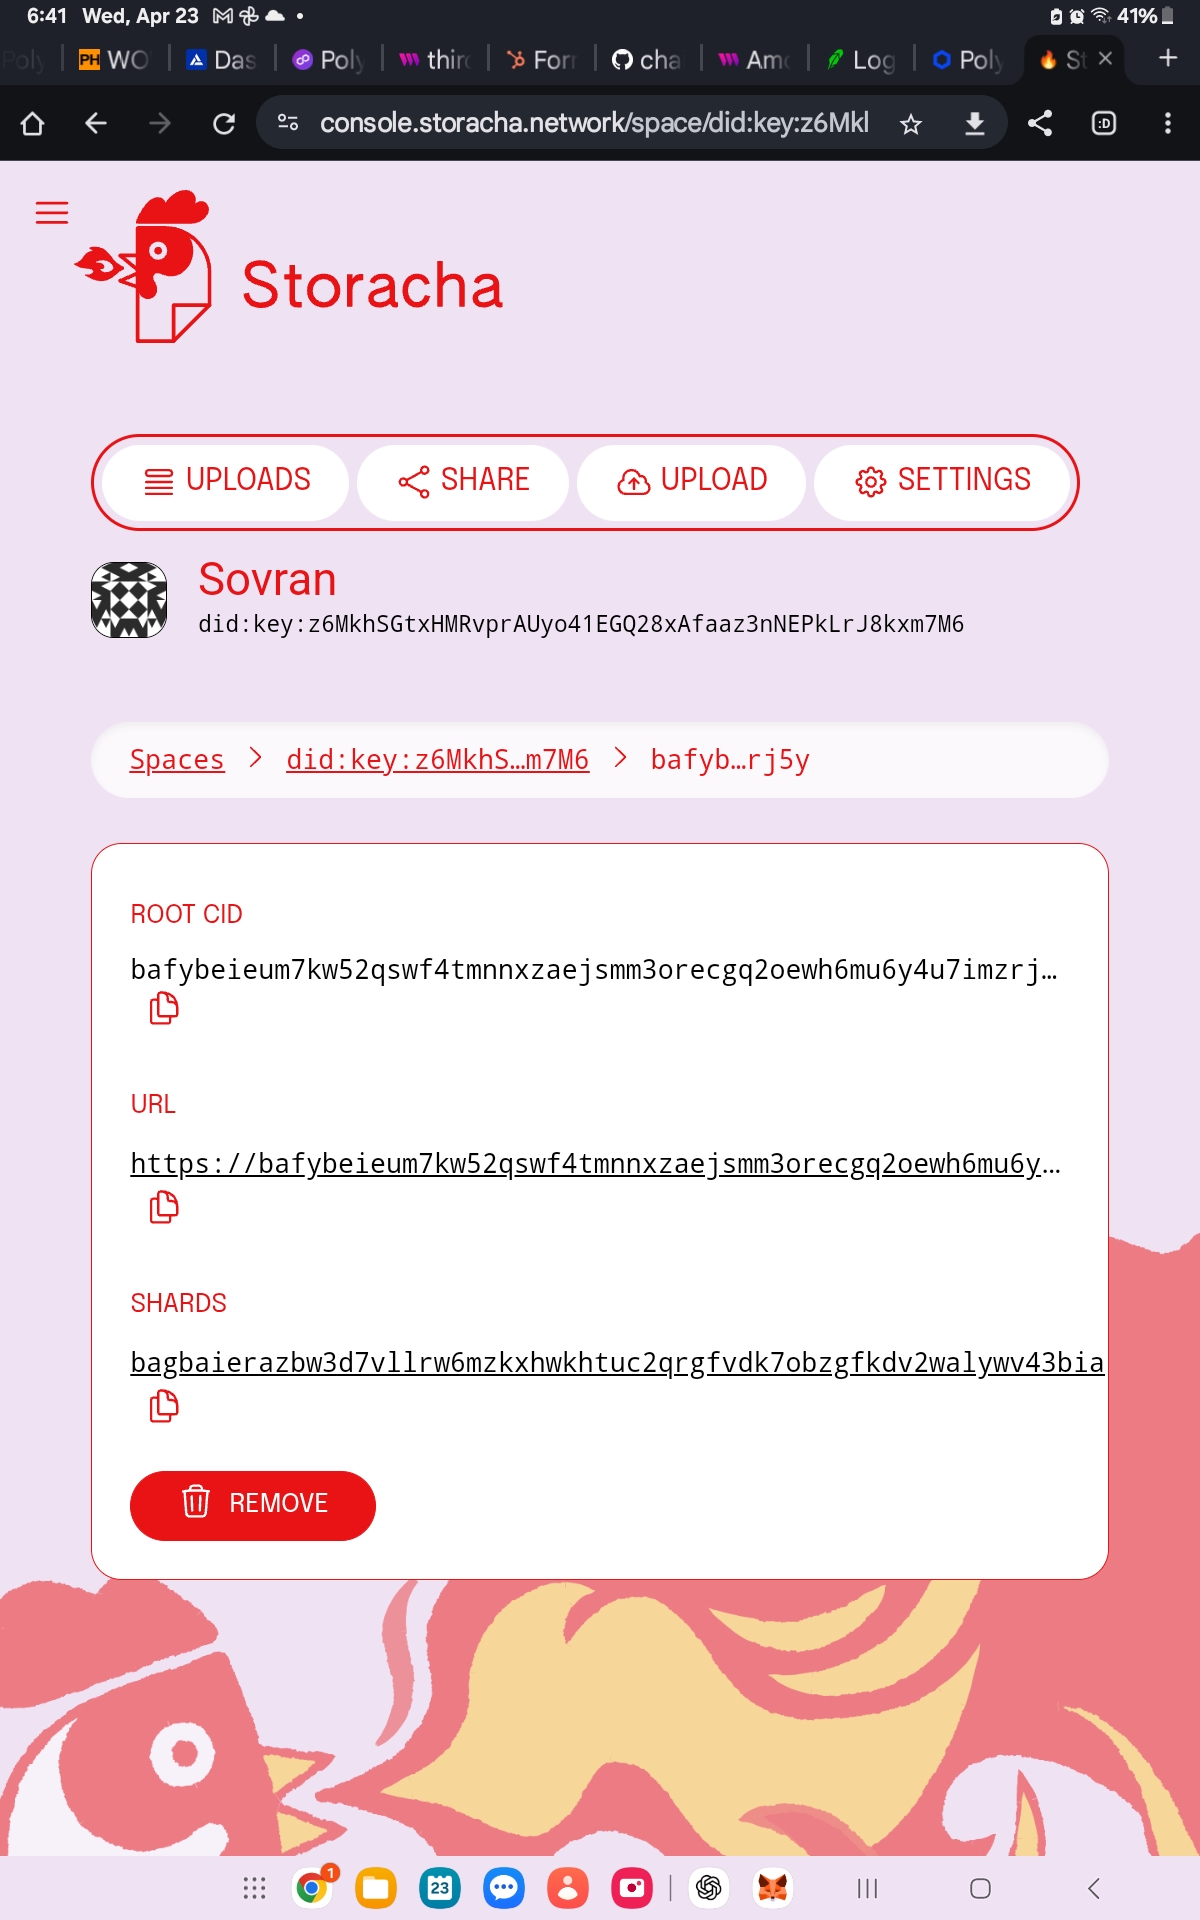 6:41 Wed, Apr 23 41%
Poly PH WO Das Poly thirc Forr cha Amc Log Poly St
console.storacha.network/space/did:key:z6Mkl
Storacha
UPLOADS SHARE UPLOAD SETTINGS
Sovran
did:key:z6MkhSGtxHMRvprAUyo41EGQ28xAfaaz3nNEPkLrJ8kxm7M6
Spaces > did:key:z6MkhS…m7M6 > bafyb…rj5y
ROOT CID
bafybeieum7kw52qswf4tmnnxzaejsmm3orecgq2oewh6mu6y4u7imzrj…
URL
https://bafybeieum7kw52qswf4tmnnxzaejsmm3orecgq2oewh6mu6y…
SHARDS
bagbaierazbw3d7vllrw6mzkxhwkhtuc2qrgfvdk7obzgfkdv2walywv43bia
REMOVE
1
23